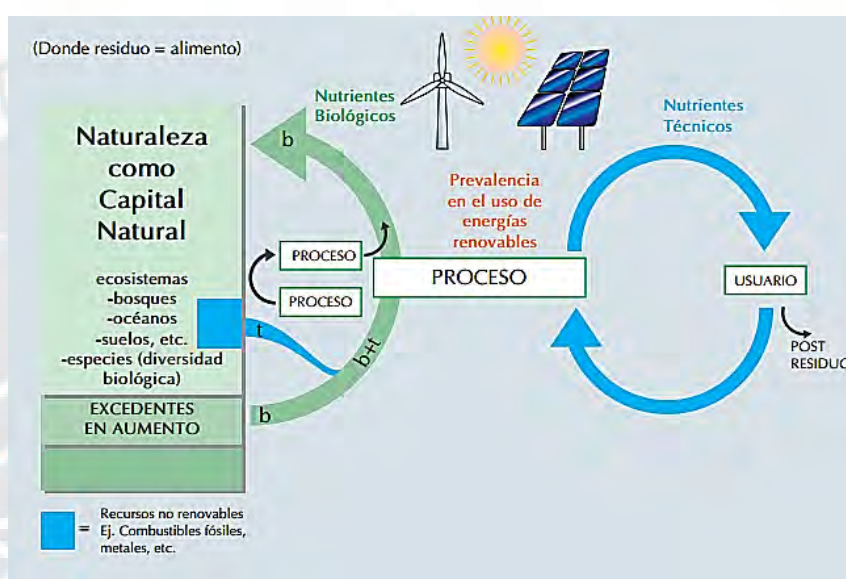 (Donde residuo = alimento)
Naturaleza
como
Capital
Natural
ecosistemas
-bosques
-océanos
-suelos, etc.
-especies (diversidad
biológica)
EXCEDENTES
EN AUMENTO
Nutrientes
Biológicos
b
PROCESO
PROCESO
t
b+t
b
Prevalencia
en el uso de
energías
renovables
PROCESO
Nutrientes
Técnicos
USUARIO
POST
RESIDUO
= Recursos no renovables
Ej. Combustibles fósiles,
metales, etc.